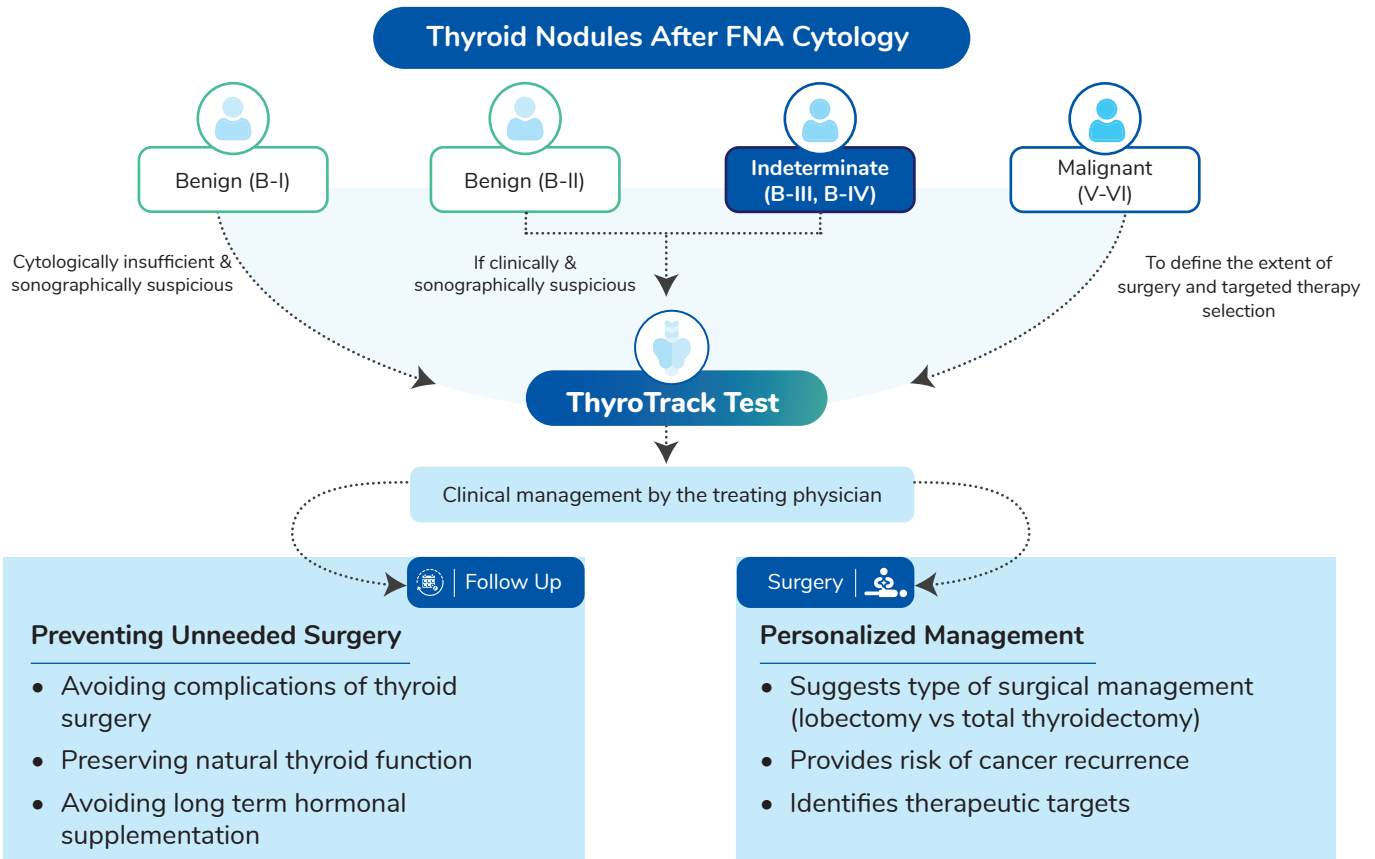 Thyroid Nodules After FNA Cytology
Benign (B-I)
Benign (B-II)
Indeterminate
(B-III, B-IV)
Malignant
(V-VI)
Cytologically insufficient &
sonographically suspicious
If clinically &
sonographically suspicious
To define the extent of
surgery and targeted therapy
selection
ThyroTrack Test
Clinical management by the treating physician
Follow Up
Preventing Unneeded Surgery
• Avoiding complications of thyroid
surgery
• Preserving natural thyroid function
• Avoiding long term hormonal
supplementation
Surgery
Personalized Management
• Suggests type of surgical management
(lobectomy vs total thyroidectomy)
• Provides risk of cancer recurrence
• Identifies therapeutic targets